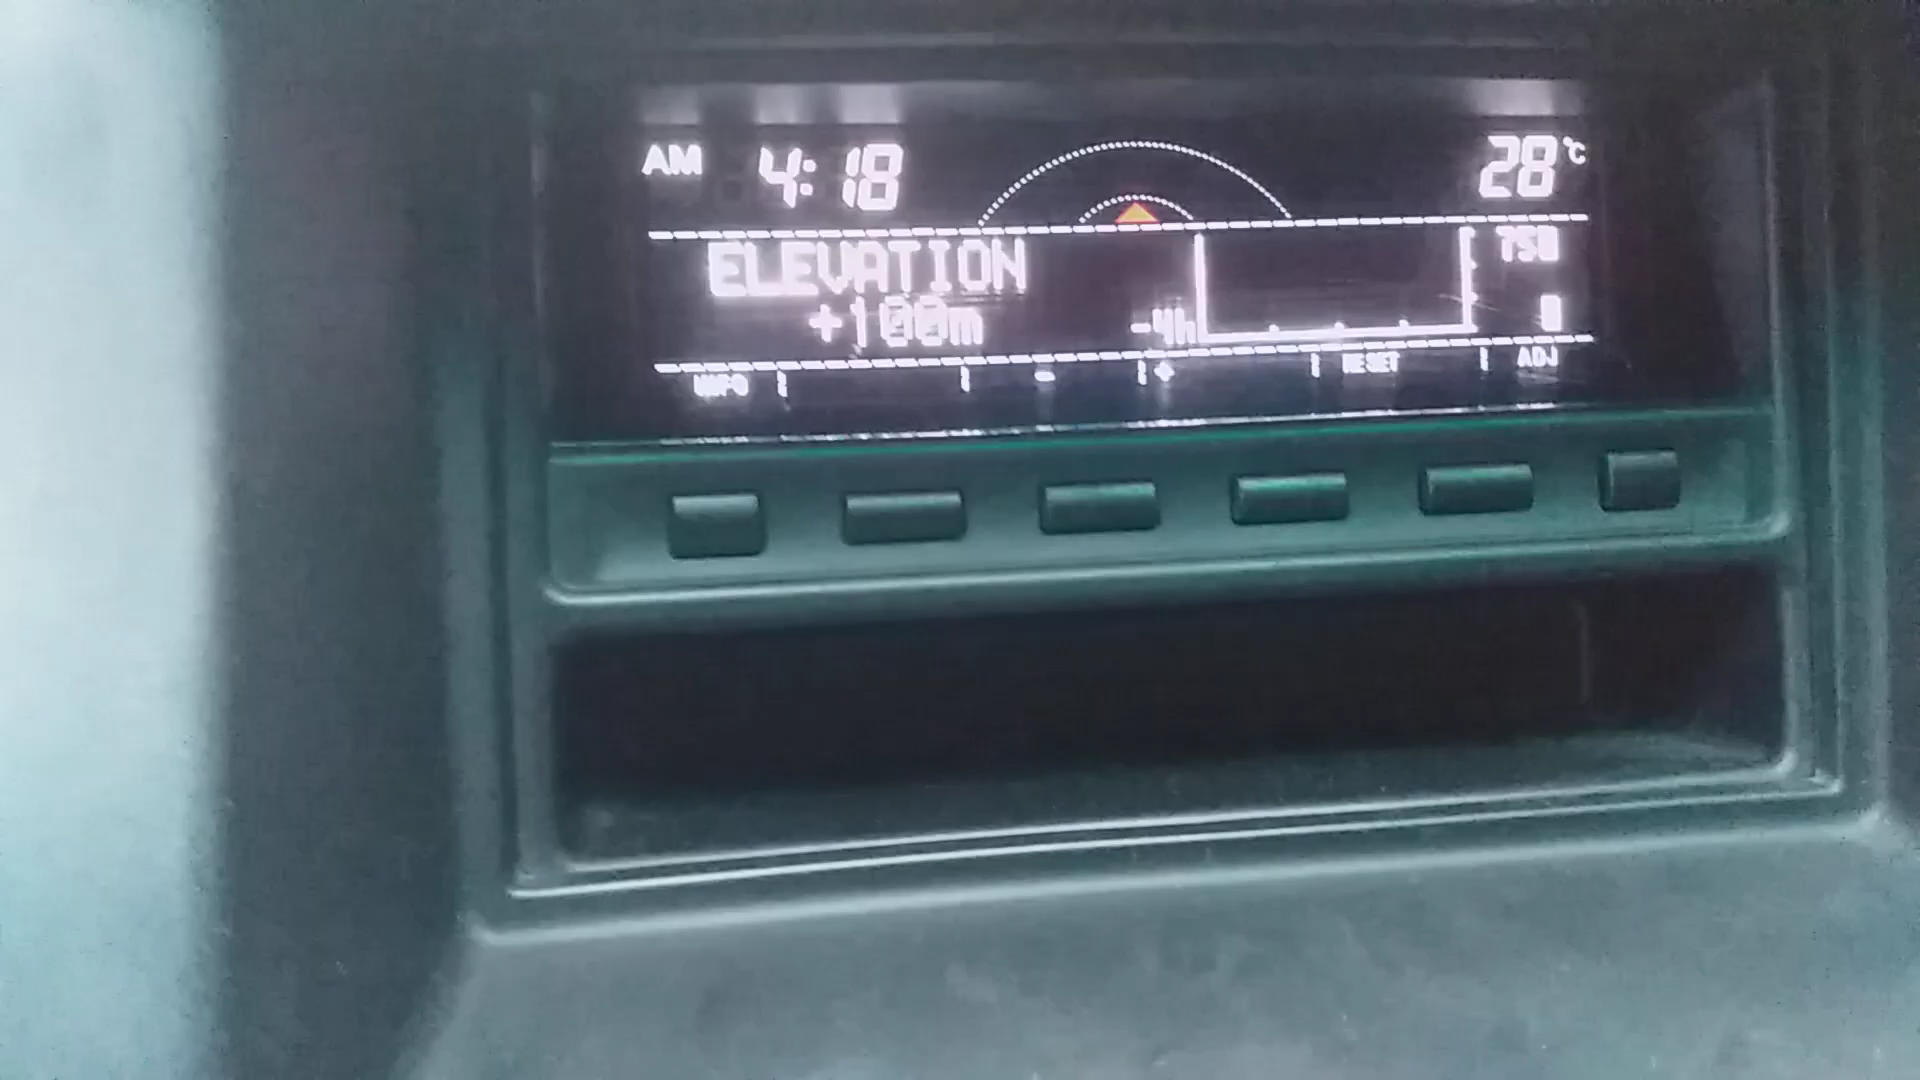 AM 4:18 28°C
ELEVATION 750
+100m -4h 0
INFO - + RESET ADJ